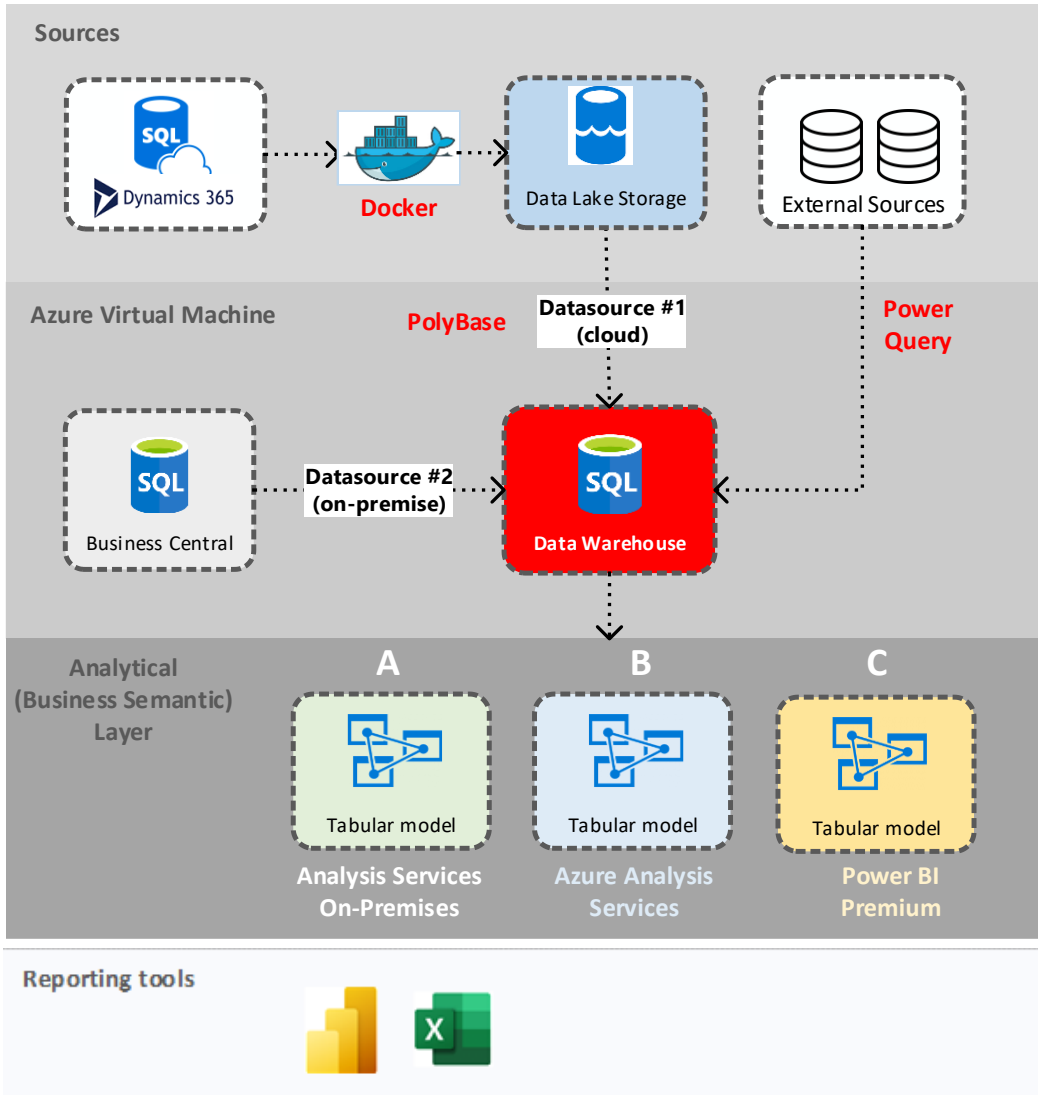 Sources
SQL
Dynamics 365
Docker
Data Lake Storage
External Sources
Azure Virtual Machine
PolyBase
Datasource #1
(cloud)
Power
Query
SQL
Business Central
Datasource #2
(on-premise)
SQL
Data Warehouse
Analytical
(Business Semantic)
Layer
A
B
C
Tabular model
Tabular model
Tabular model
Analysis Services
On-Premises
Azure Analysis
Services
Power BI
Premium
Reporting tools
X